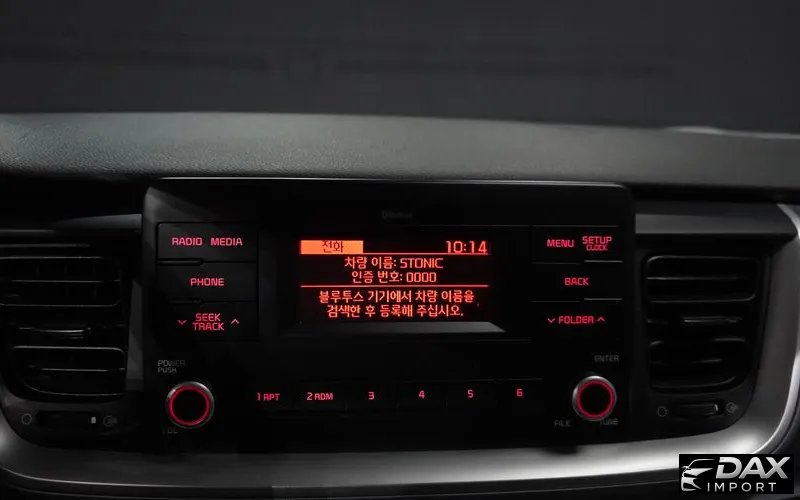 Bluetooth
RADIO MEDIA
전화 10:14
MENU SETUP
CLOCK
차량 이름: STONIC
인증 번호: 0000
PHONE
BACK
블루투스 기기에서 차량 이름을
검색한 후 등록해 주십시오.
SEEK
TRACK
FOLDER
POWER
PUSH
ENTER
1 RPT 2 RDM 3 4 5 6
VOL
FILE TUNE
DAX
IMPORT